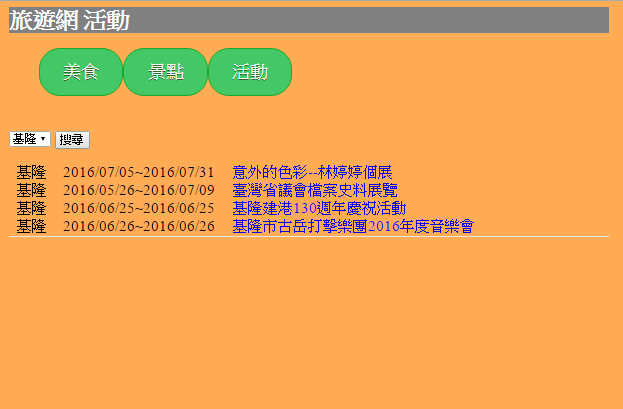 旅遊網 活動
美食 景點 活動
基隆 搜尋
基隆 2016/07/05~2016/07/31 意外的色彩--林婷婷個展
基隆 2016/05/26~2016/07/09 臺灣省議會檔案史料展覽
基隆 2016/06/25~2016/06/25 基隆建港130週年慶祝活動
基隆 2016/06/26~2016/06/26 基隆市古岳打擊樂團2016年度音樂會